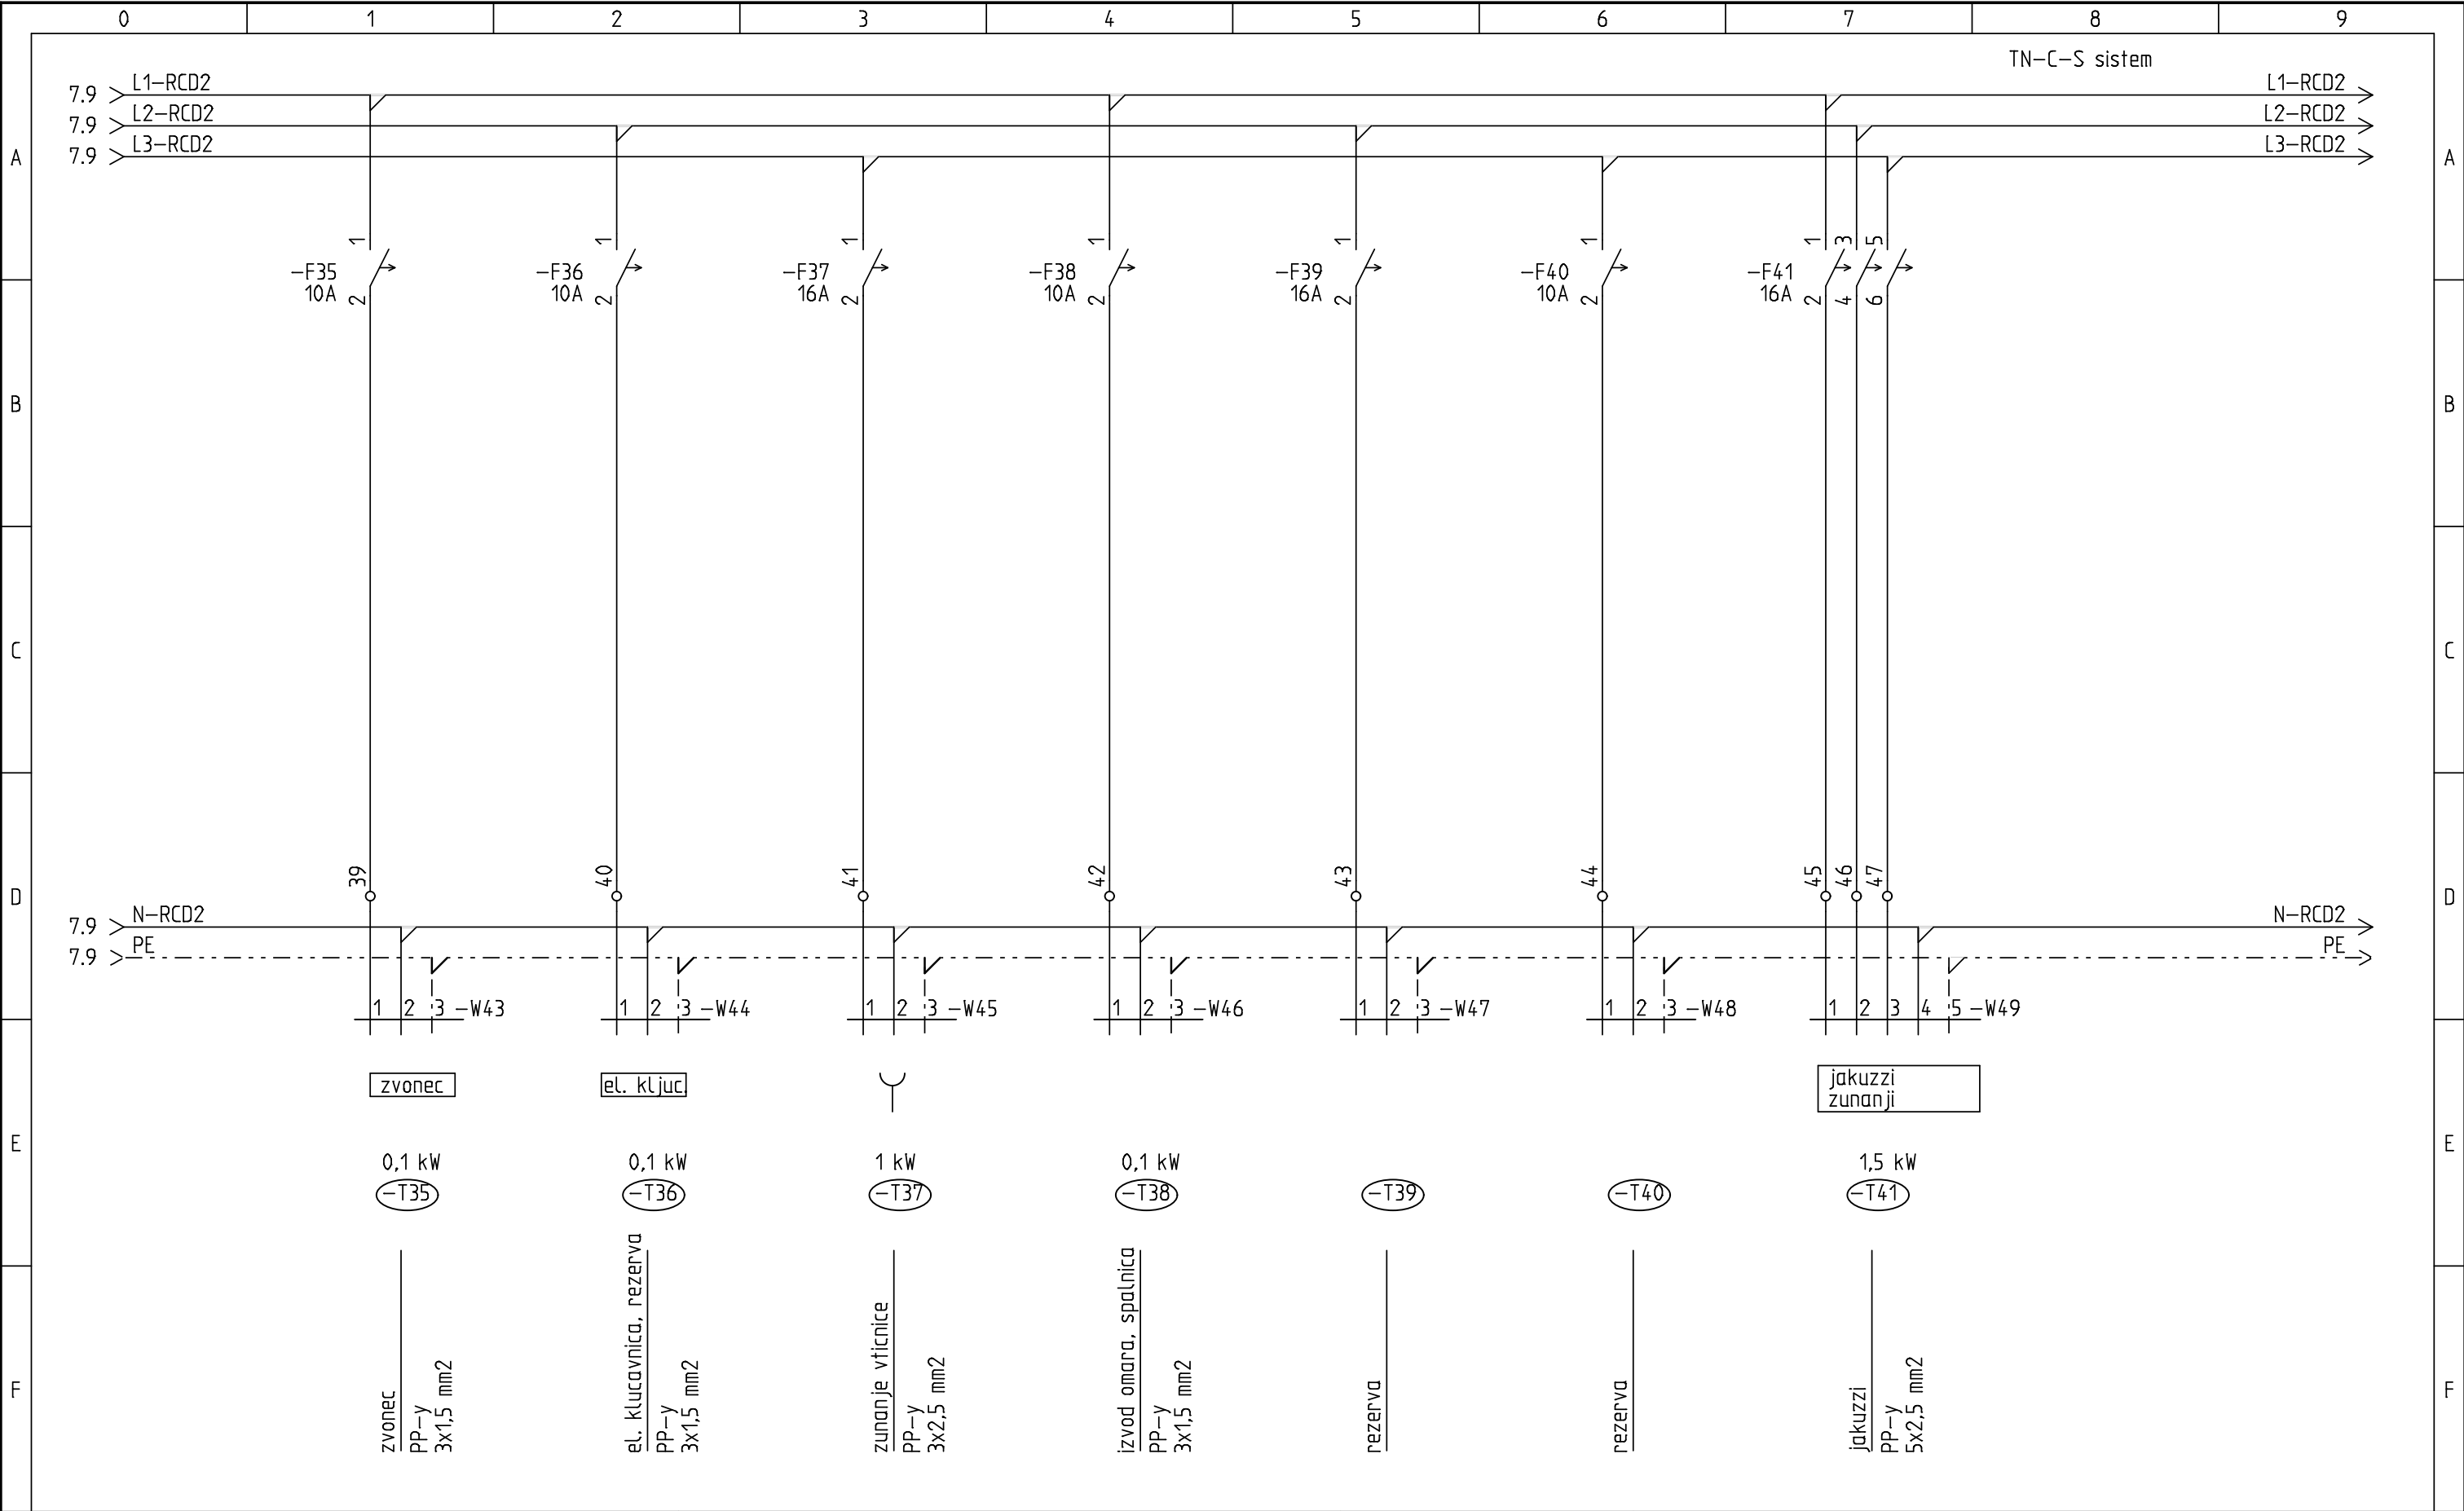 0 1 2 3 4 5 6 7 8 9
TN-C-S sistem
7.9 L1-RCD2 L1-RCD2
7.9 L2-RCD2 L2-RCD2
7.9 L3-RCD2 L3-RCD2
A A
1 1 1 1 1 1 1 3 5
-F35 -F36 -F37 -F38 -F39 -F40 -F41
10A 10A 16A 10A 16A 10A 16A
2 2 2 2 2 2 2 4 6
B B
C C
39 40 41 42 43 44 45 46 47
D D
7.9 N-RCD2 N-RCD2
7.9 PE PE
1 2 3 -W43 1 2 3 -W44 1 2 3 -W45 1 2 3 -W46 1 2 3 -W47 1 2 3 -W48 1 2 3 4 5 -W49
zvonec
el. kljuc.
jakuzzi
zunanji
E E
0,1 kW 0,1 kW 1 kW 0,1 kW 1,5 kW
-T35 -T36 -T37 -T38 -T39 -T40 -T41
F F
zvonec
PP-y
3x1,5 mm2
el. klucavnica, rezerva
PP-y
3x1,5 mm2
zunanje vticnice
PP-y
3x2,5 mm2
izvod omara, spalnica
PP-y
3x1,5 mm2
rezerva
rezerva
jakuzzi
PP-y
5x2,5 mm2